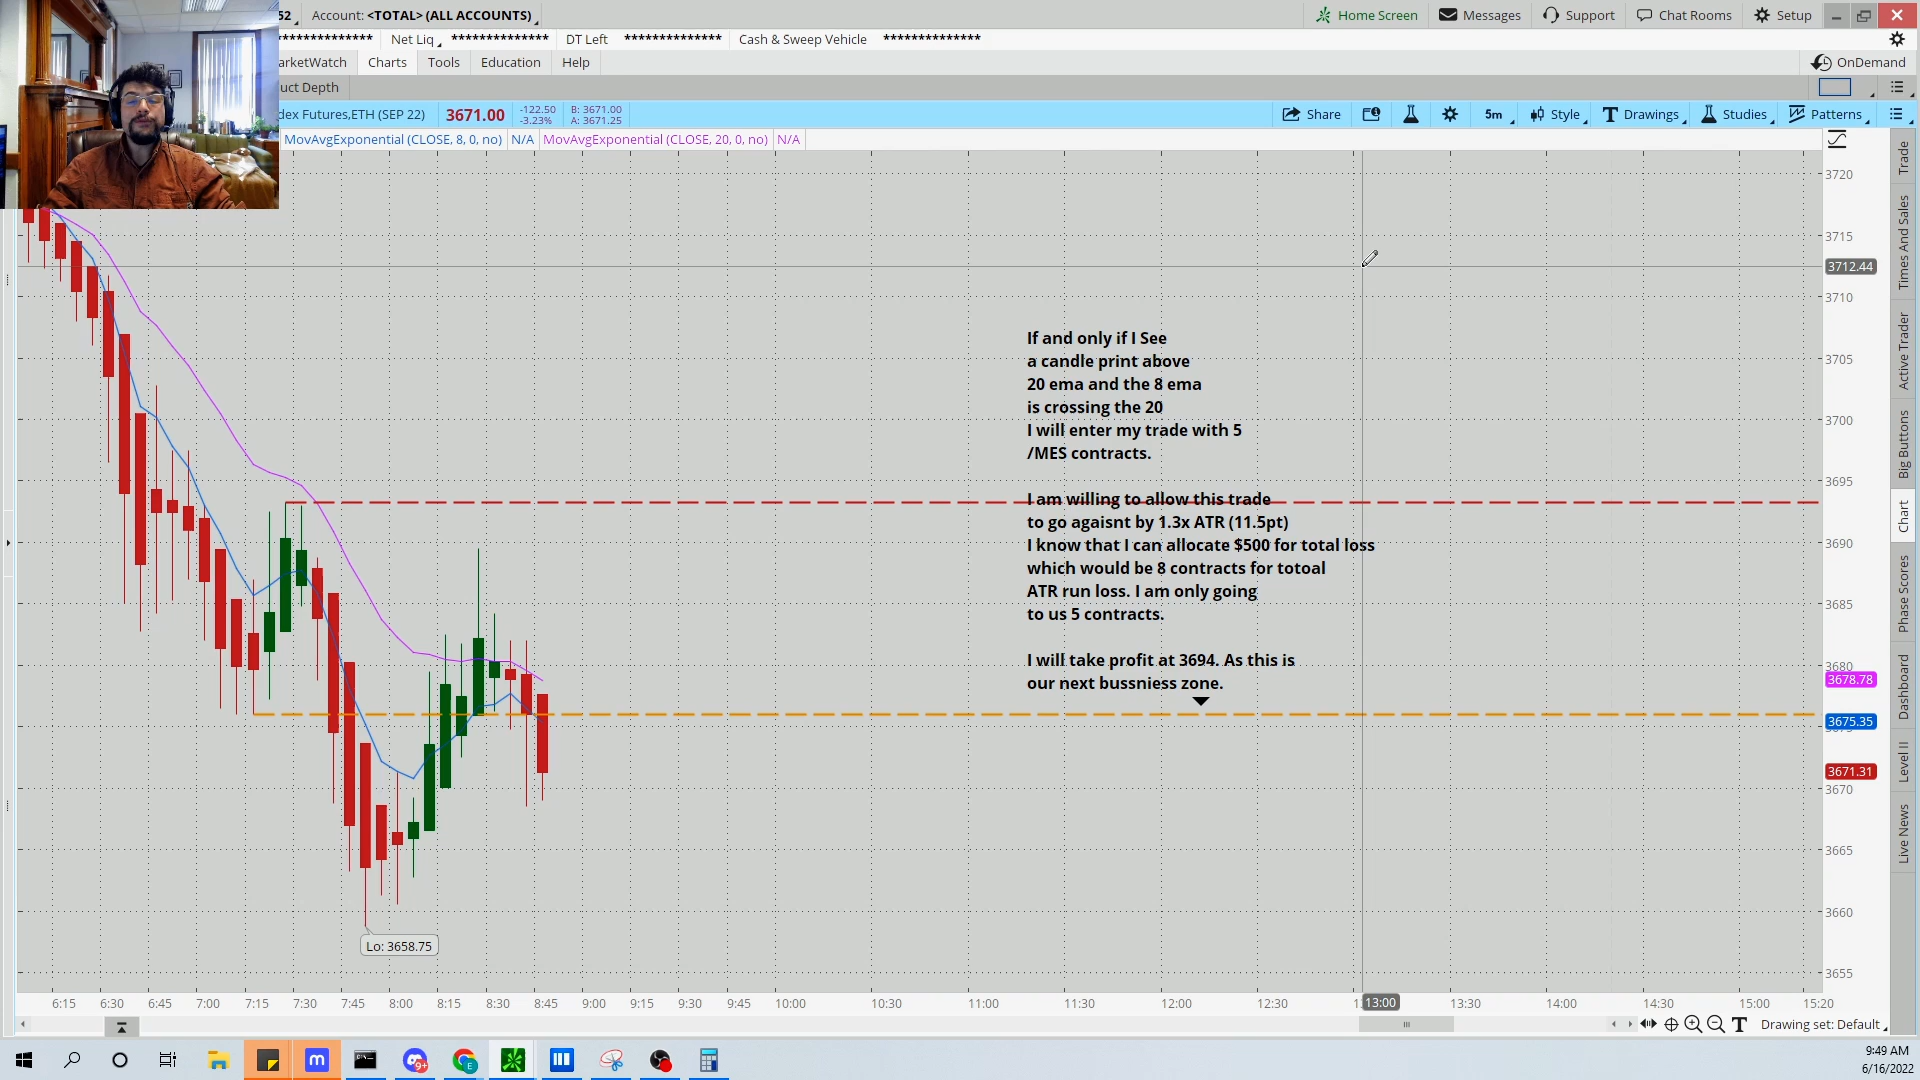 52 Account: <TOTAL> (ALL ACCOUNTS) Home Screen Messages Support Chat Rooms Setup
************** Net Liq ************** DT Left ************** Cash & Sweep Vehicle **************
arketWatch Charts Tools Education Help OnDemand
uct Depth
dex Futures,ETH (SEP 22) 3671.00 -122.50 B: 3671.00 Share 5m Style Drawings Studies Patterns
-3.23% A: 3671.25
MovAvgExponential (CLOSE, 8, 0, no) N/A MovAvgExponential (CLOSE, 20, 0, no) N/A
3720
3715
3712.44
3710
3705
3700
3695
3690
3685
3680
3678.78
3675.35
3671.31
3670
3665
3660
3655
If and only if I See
a candle print above
20 ema and the 8 ema
is crossing the 20
I will enter my trade with 5
/MES contracts.
I am willing to allow this trade
to go agaisnt by 1.3x ATR (11.5pt)
I know that I can allocate $500 for total loss
which would be 8 contracts for totoal
ATR run loss. I am only going
to us 5 contracts.
I will take profit at 3694. As this is
our next bussniess zone.
Lo: 3658.75
6:15 6:30 6:45 7:00 7:15 7:30 7:45 8:00 8:15 8:30 8:45 9:00 9:15 9:30 9:45 10:00 10:30 11:00 11:30 12:00 12:30 13:00 13:30 14:00 14:30 15:00 15:20
Drawing set: Default
Trade
Times And Sales
Active Trader
Big Buttons
Chart
Phase Scores
Dashboard
Level II
Live News
9+
9:49 AM
6/16/2022